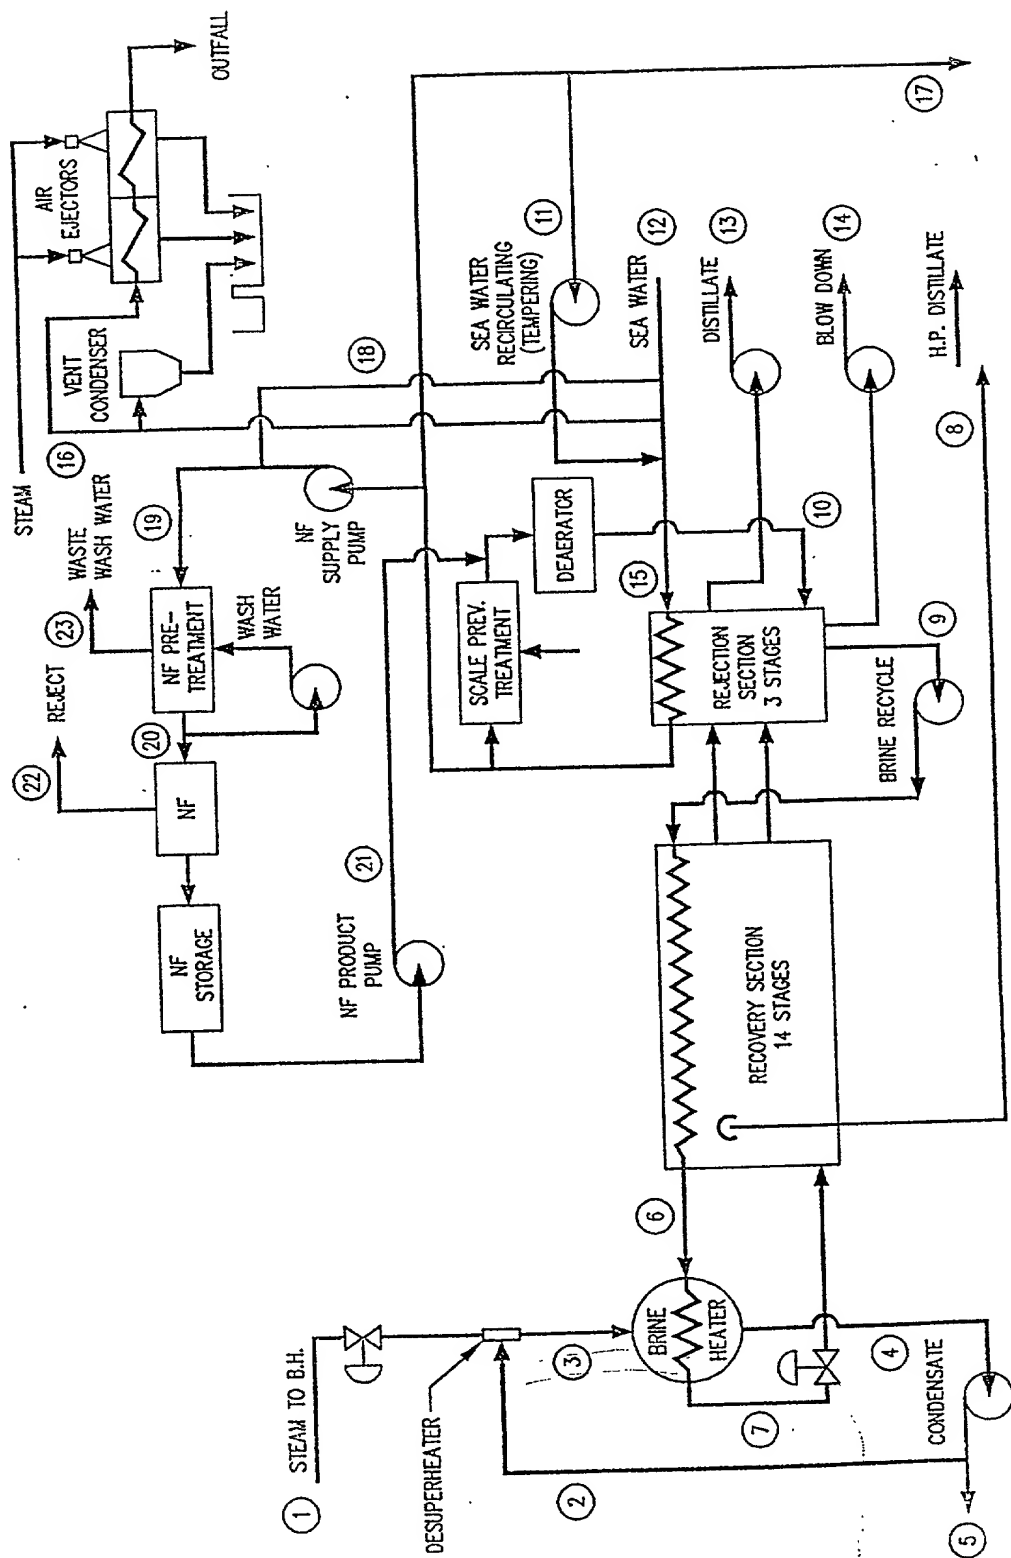 STEAM
AIR
EJECTORS
OUTFALL
VENT
CONDENSER
16
18
WASTE
WASH WATER
19
REJECT
23
22
20
NF PRE-
TREATMENT
WASH
WATER
NF
SUPPLY
PUMP
NF
NF
STORAGE
21
NF PRODUCT
PUMP
SEA WATER
RECIRCULATING
(TEMPERING)
11
17
SEA WATER
12
SCALE PREV.
TREATMENT
DEAERATOR
15
10
DISTILLATE
13
BLOW DOWN
14
REJECTION
SECTION
3 STAGES
BRINE RECYCLE
9
H.P. DISTILLATE
8
RECOVERY SECTION
14 STAGES
6
1
STEAM TO B.H.
DESUPERHEATER
3
BRINE
HEATER
7
4
2
CONDENSATE
5